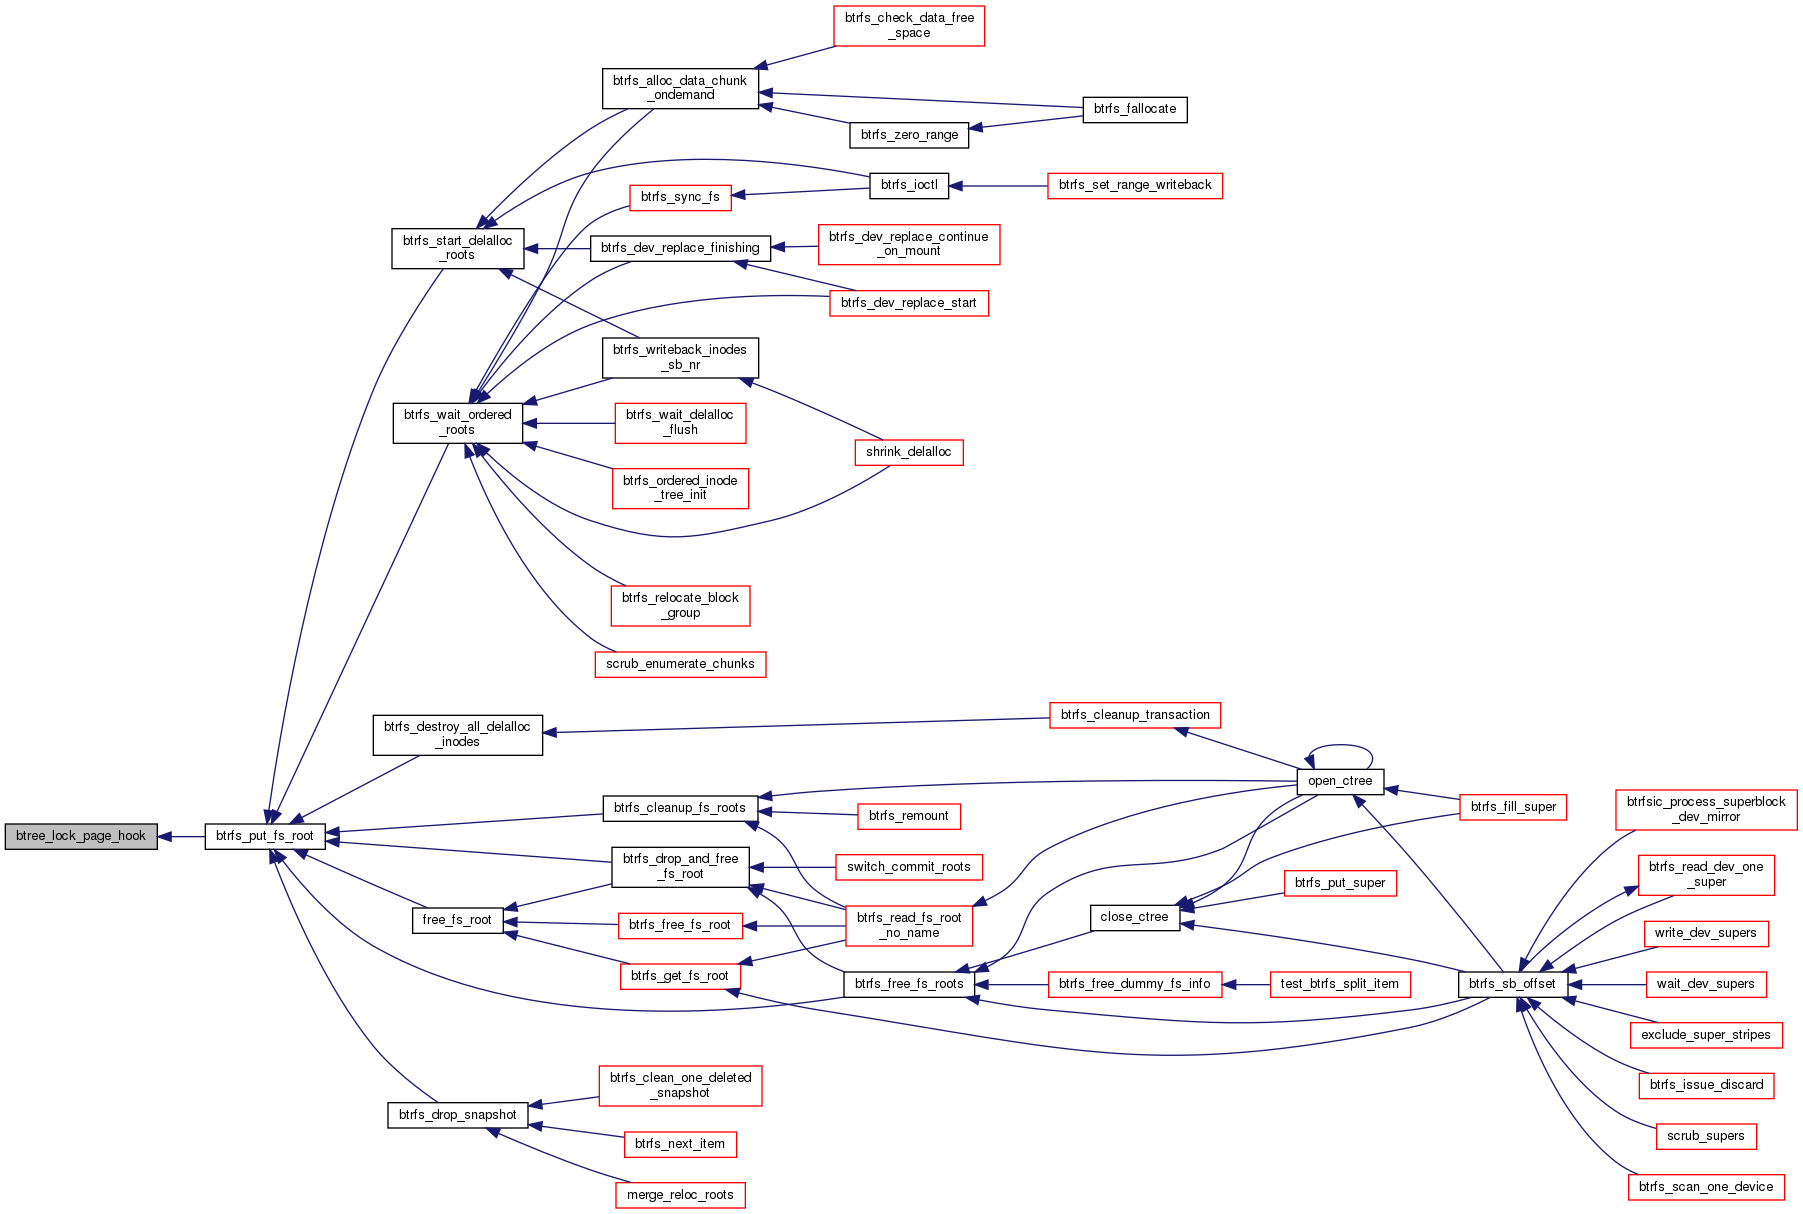 btrfs_check_data_free
_space
btrfs_alloc_data_chunk
_ondemand
btrfs_fallocate
btrfs_zero_range
btrfs_ioctl
btrfs_set_range_writeback
btrfs_sync_fs
btrfs_start_delalloc
_roots
btrfs_dev_replace_finishing
btrfs_dev_replace_continue
_on_mount
btrfs_dev_replace_start
btrfs_writeback_inodes
_sb_nr
btrfs_wait_ordered
_roots
btrfs_wait_delalloc
_flush
shrink_delalloc
btrfs_ordered_inode
_tree_init
btrfs_relocate_block
_group
scrub_enumerate_chunks
btrfs_destroy_all_delalloc
_inodes
btrfs_cleanup_transaction
open_ctree
btrfs_cleanup_fs_roots
btrfs_remount
btrfs_fill_super
btrfsic_process_superblock
_dev_mirror
btree_lock_page_hook
btrfs_put_fs_root
btrfs_drop_and_free
_fs_root
switch_commit_roots
btrfs_put_super
btrfs_read_dev_one
_super
free_fs_root
btrfs_free_fs_root
btrfs_read_fs_root
_no_name
close_ctree
write_dev_supers
btrfs_get_fs_root
btrfs_free_fs_roots
btrfs_free_dummy_fs_info
test_btrfs_split_item
btrfs_sb_offset
wait_dev_supers
exclude_super_stripes
btrfs_issue_discard
btrfs_clean_one_deleted
_snapshot
btrfs_drop_snapshot
btrfs_next_item
scrub_supers
merge_reloc_roots
btrfs_scan_one_device